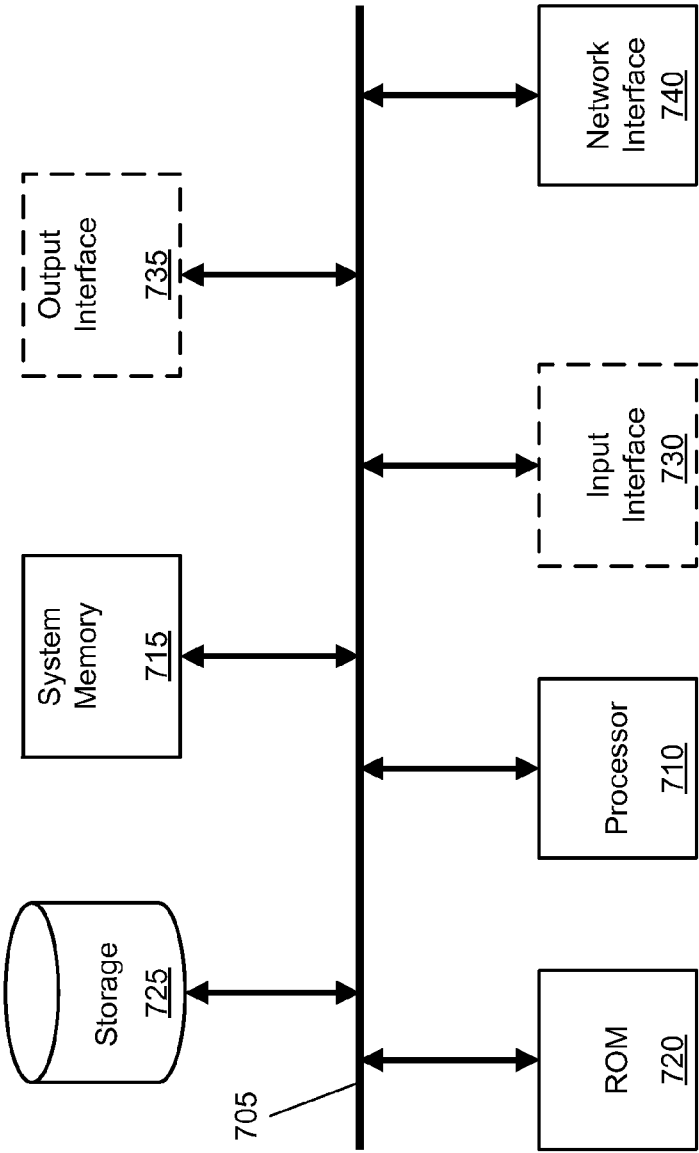 705
Storage
725
System
Memory
715
Output
Interface
735
ROM
720
Processor
710
Input
Interface
730
Network
Interface
740